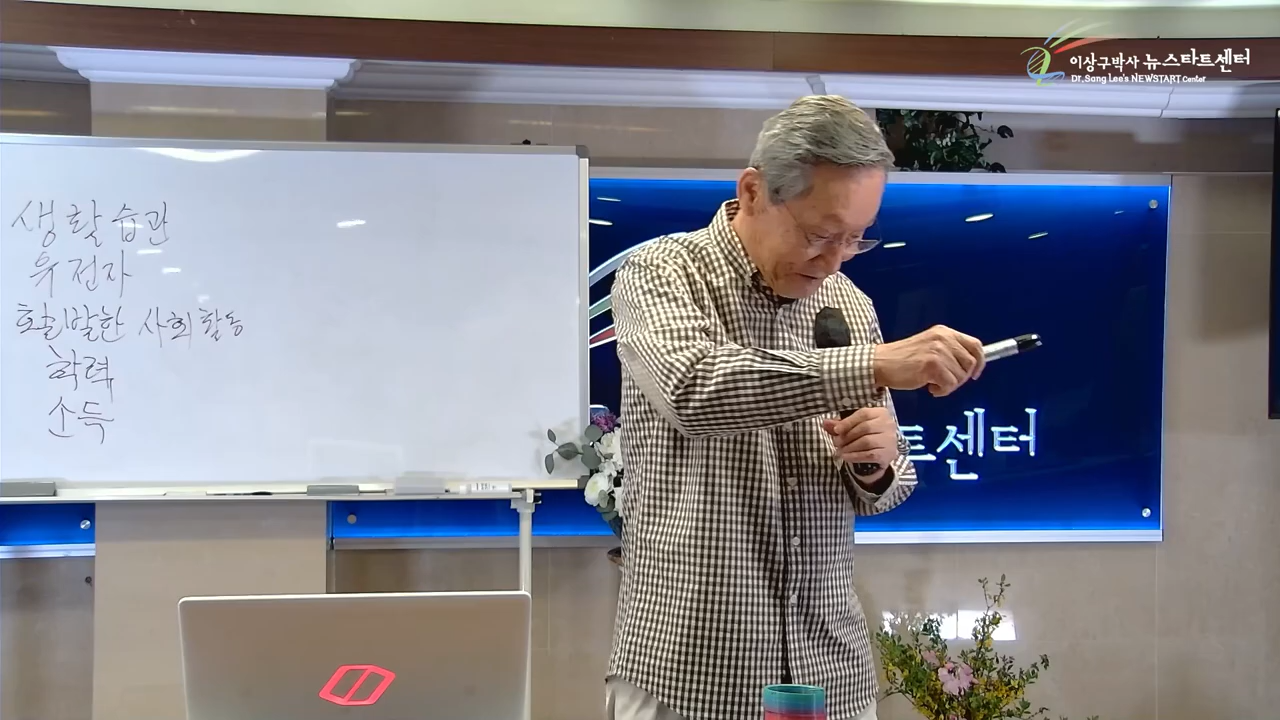 이상구박사 뉴스타트센터
Dr. Sang Lee's NEWSTART Center
생활습관
유전자
활발한 사회활동
학력
소득
트센터